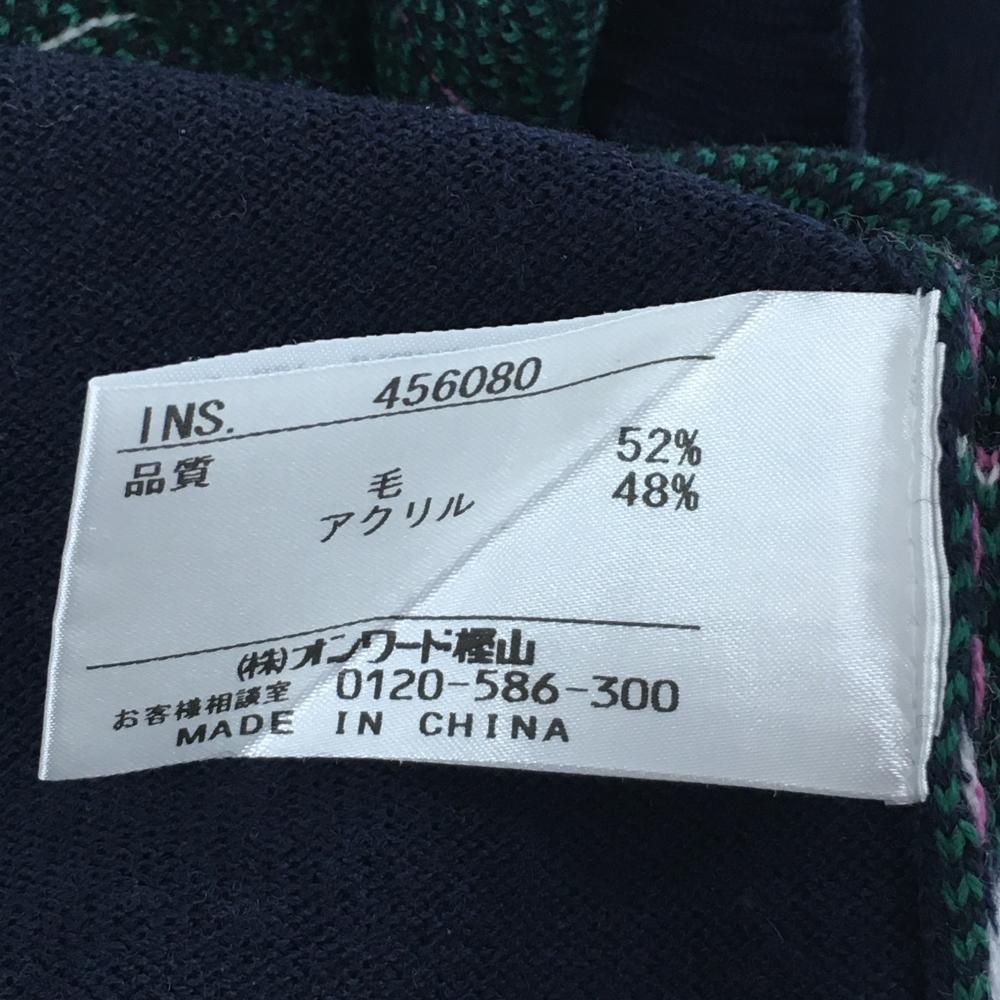 INS. 456080
品質
毛 52%
アクリル 48%
(株)オンワード樫山
お客様相談室 0120-586-300
MADE IN CHINA